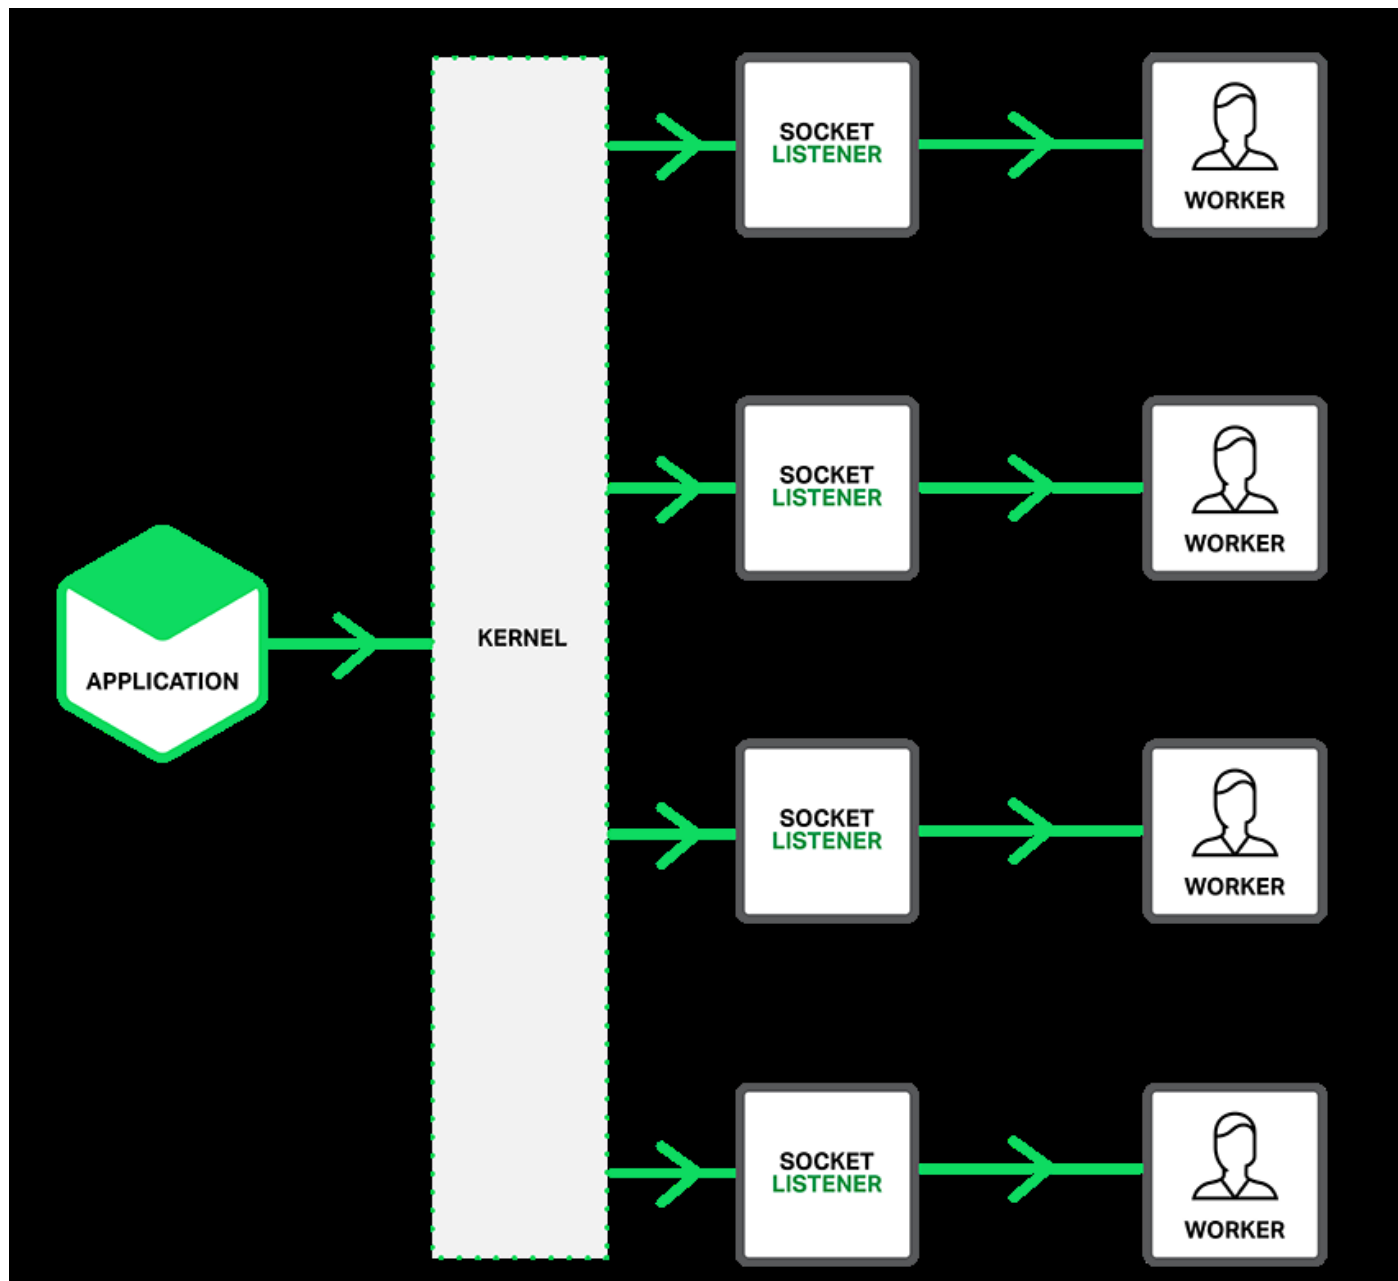 SOCKET
LISTENER
WORKER
SOCKET
LISTENER
WORKER
APPLICATION
KERNEL
SOCKET
LISTENER
WORKER
SOCKET
LISTENER
WORKER